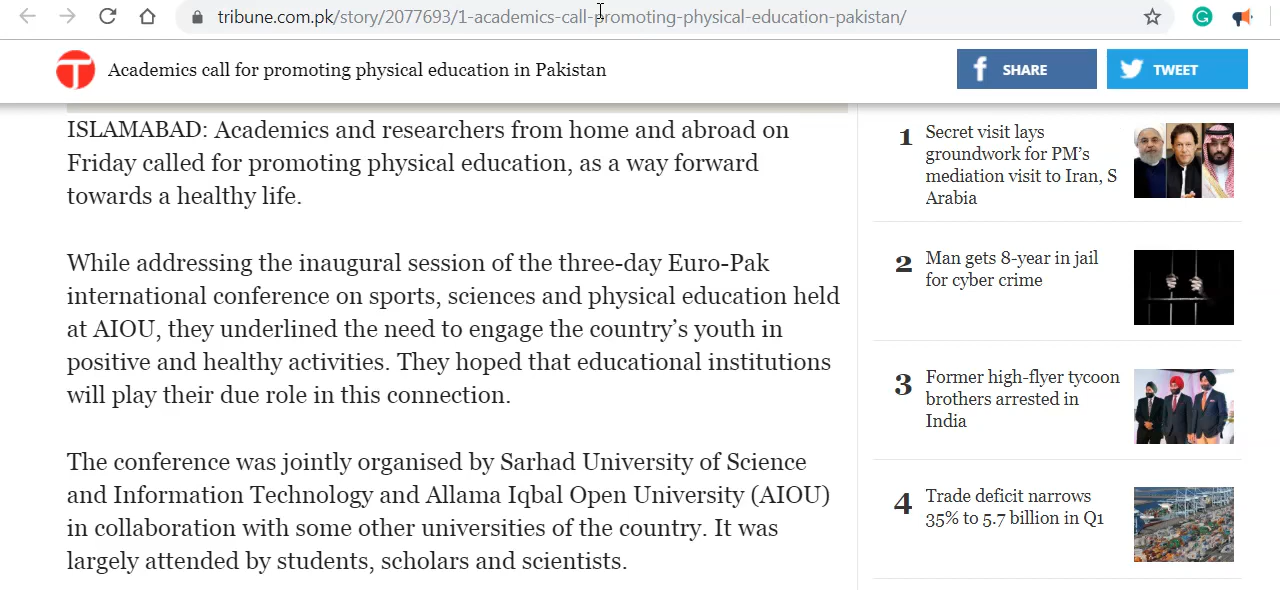 tribune.com.pk/story/2077693/1-academics-call-promoting-physical-education-pakistan/
Academics call for promoting physical education in Pakistan
SHARE
TWEET
ISLAMABAD: Academics and researchers from home and abroad on
Friday called for promoting physical education, as a way forward
towards a healthy life.
While addressing the inaugural session of the three-day Euro-Pak
international conference on sports, sciences and physical education held
at AIOU, they underlined the need to engage the country’s youth in
positive and healthy activities. They hoped that educational institutions
will play their due role in this connection.
The conference was jointly organised by Sarhad University of Science
and Information Technology and Allama Iqbal Open University (AIOU)
in collaboration with some other universities of the country. It was
largely attended by students, scholars and scientists.
1
Secret visit lays
groundwork for PM’s
mediation visit to Iran, S
Arabia
2
Man gets 8-year in jail
for cyber crime
3
Former high-flyer tycoon
brothers arrested in
India
4
Trade deficit narrows
35% to 5.7 billion in Q1